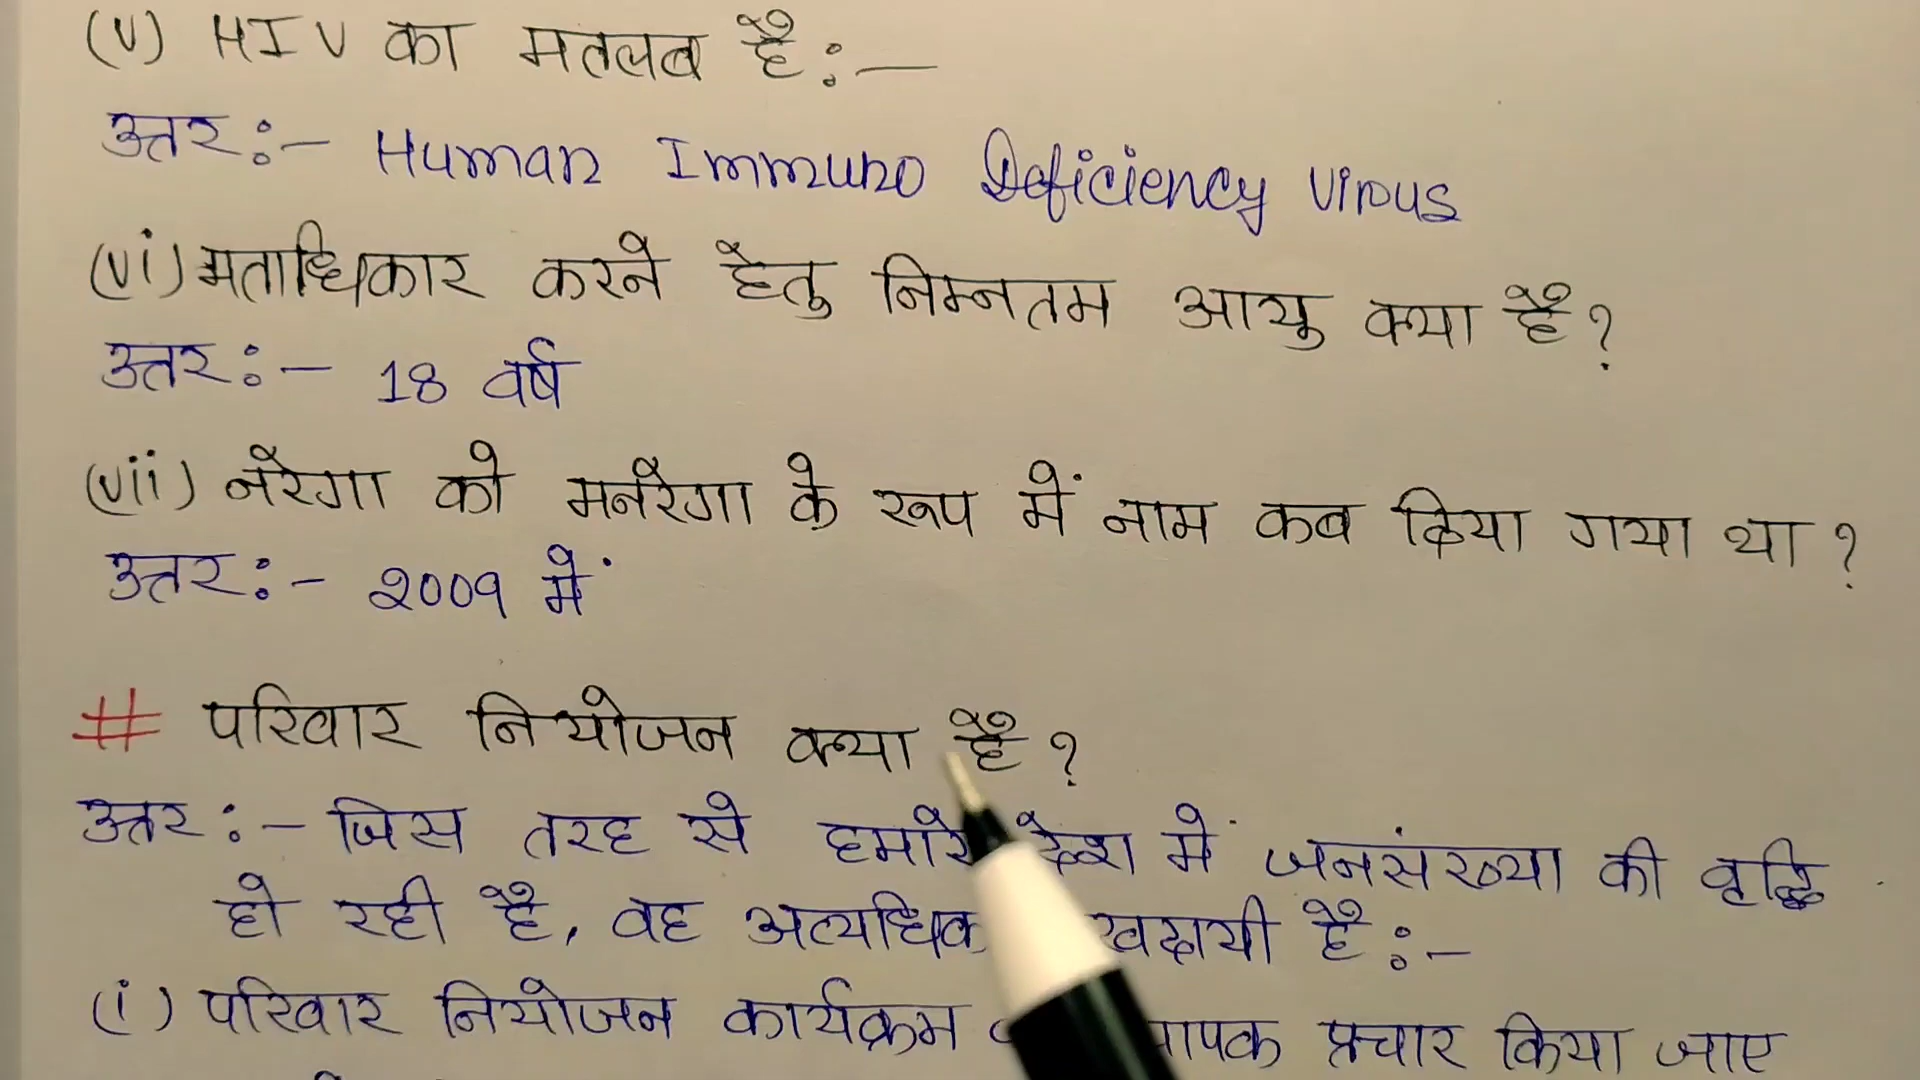 (v) HIV का मतलब है :-
उत्तर :- Human Immuno Deficiency Virus
(vi) मताधिकार करने हेतु निम्नतम आयु क्या है ?
उत्तर :- 18 वर्ष
(vii) नरेगा को मनरेगा के रूप में नाम कब दिया गया था ?
उत्तर :- 2009 में
# परिवार नियोजन क्या है ?
उत्तर :- जिस तरह से हमारे देश में जनसंख्या की वृद्धि
हो रही है, वह अत्यधिक है :-
(i) परिवार नियोजन कार्यक्रम प्रचार किया जाए